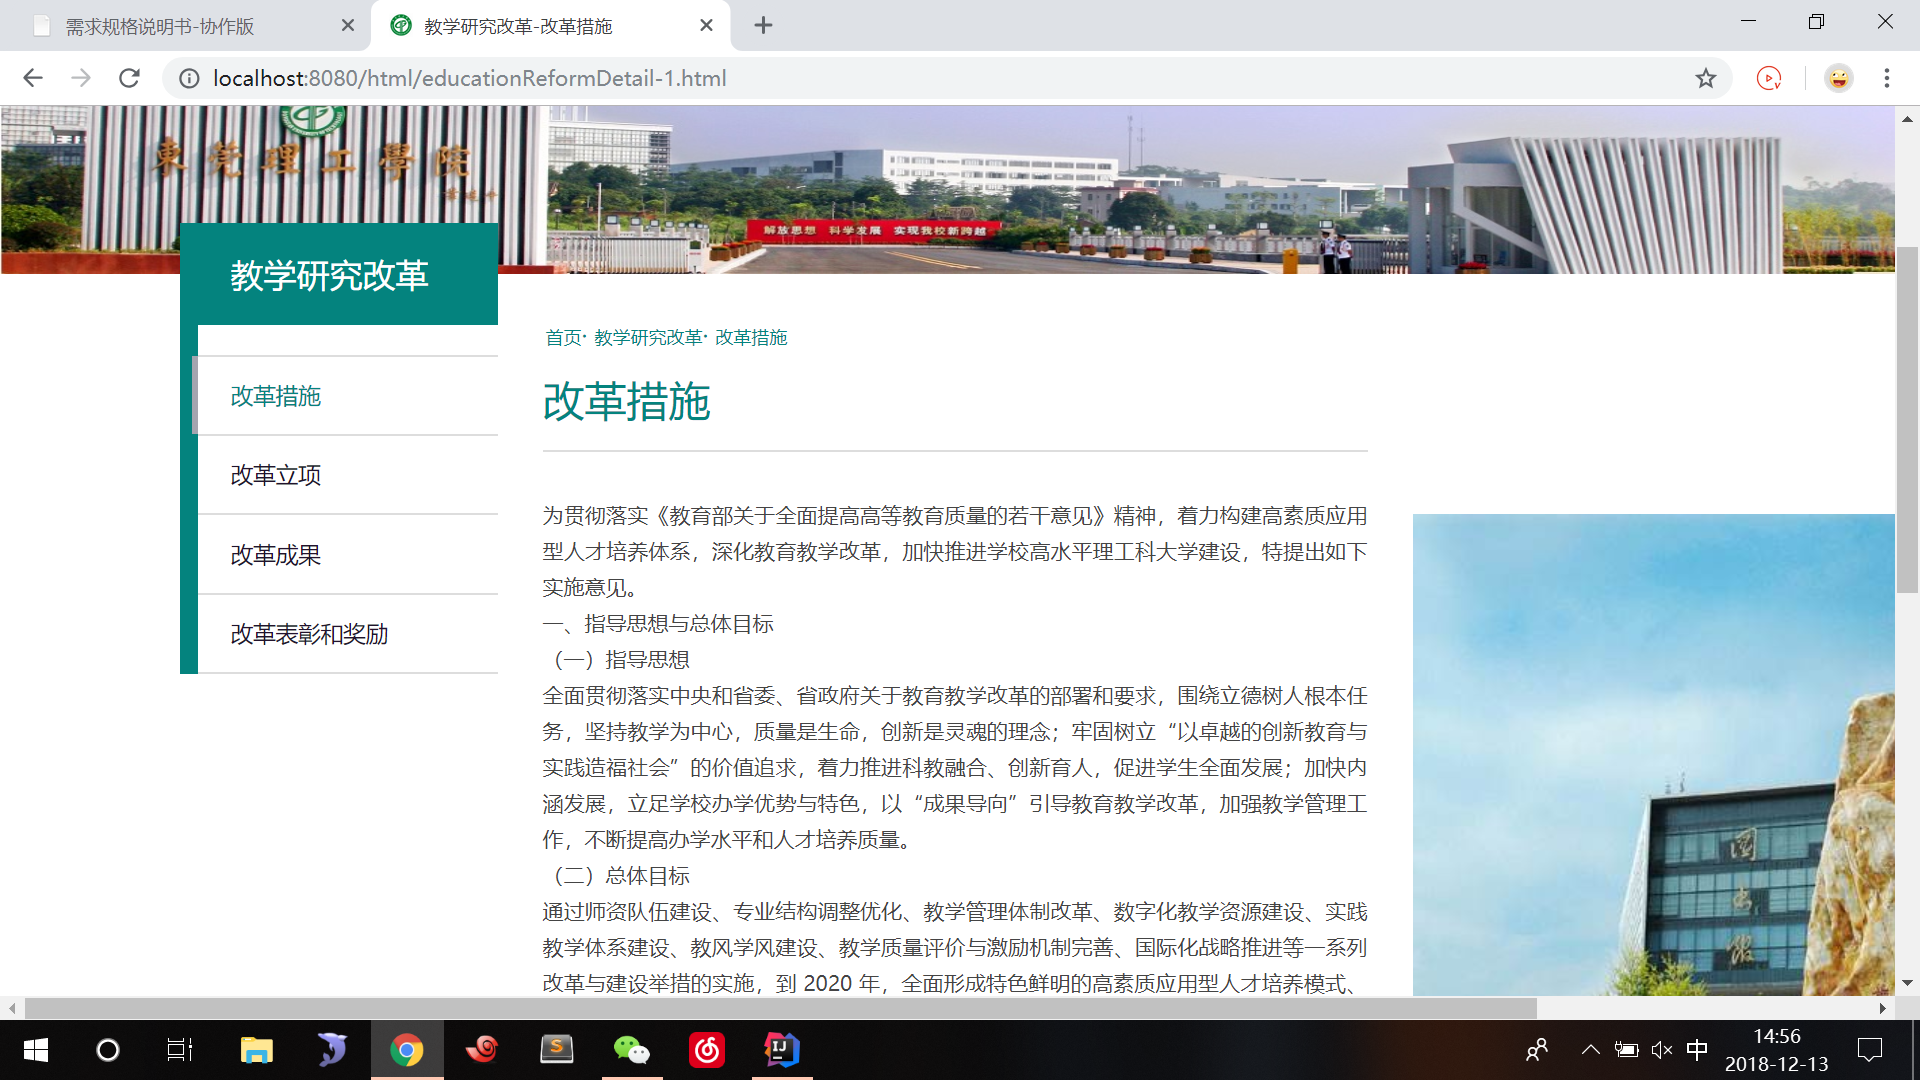 需求规格说明书-协作版
教学研究改革-改革措施
localhost:8080/html/educationReformDetail-1.html
東莞理工學院
解放思想 科学发展 实现我校新跨越
教学研究改革
改革措施
改革立项
改革成果
改革表彰和奖励
首页· 教学研究改革· 改革措施
改革措施
为贯彻落实《教育部关于全面提高高等教育质量的若干意见》精神，着力构建高素质应用
型人才培养体系，深化教育教学改革，加快推进学校高水平理工科大学建设，特提出如下
实施意见。
一、指导思想与总体目标
（一）指导思想
全面贯彻落实中央和省委、省政府关于教育教学改革的部署和要求，围绕立德树人根本任
务，坚持教学为中心，质量是生命，创新是灵魂的理念；牢固树立“以卓越的创新教育与
实践造福社会”的价值追求，着力推进科教融合、创新育人，促进学生全面发展；加快内
涵发展，立足学校办学优势与特色，以“成果导向”引导教育教学改革，加强教学管理工
作，不断提高办学水平和人才培养质量。
（二）总体目标
通过师资队伍建设、专业结构调整优化、教学管理体制改革、数字化教学资源建设、实践
教学体系建设、教风学风建设、教学质量评价与激励机制完善、国际化战略推进等一系列
改革与建设举措的实施，到 2020 年，全面形成特色鲜明的高素质应用型人才培养模式、
中
14:56
2018-12-13